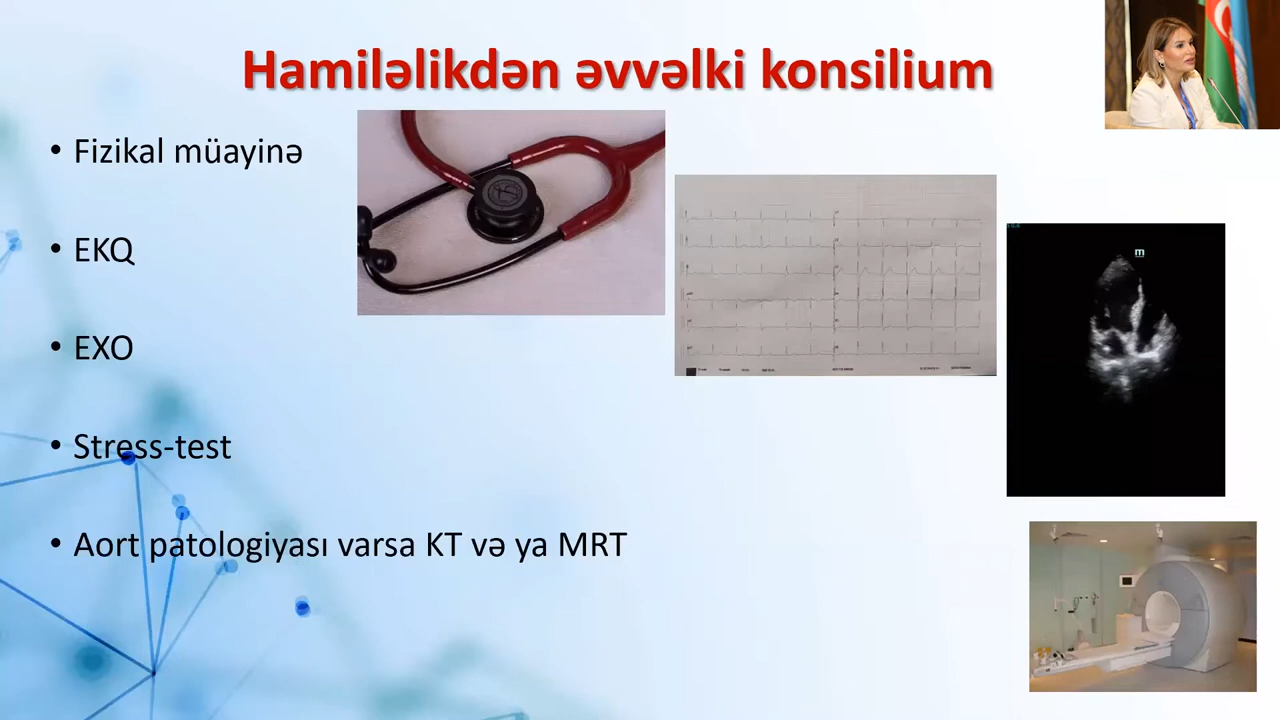 Hamiləlikdən əvvəlki konsilium
• Fizikal müayinə
• EKQ
• EXO
• Stress-test
• Aort patologiyası varsa KT və ya MRT
m